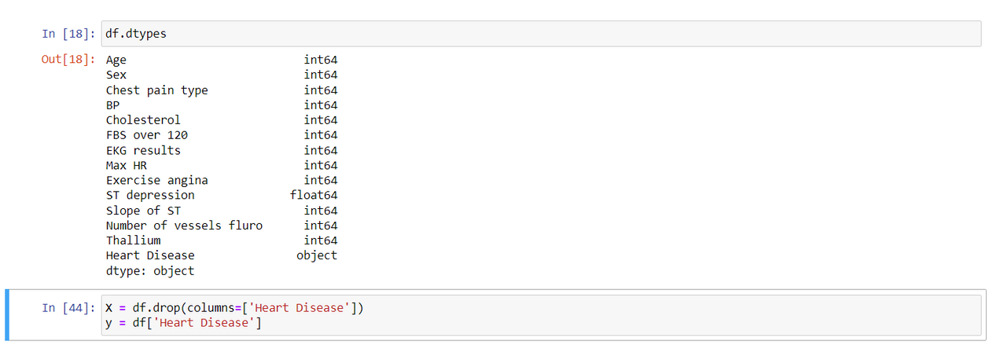 In [18]: df.dtypes
Out[18]: Age int64
Sex int64
Chest pain type int64
BP int64
Cholesterol int64
FBS over 120 int64
EKG results int64
Max HR int64
Exercise angina int64
ST depression float64
Slope of ST int64
Number of vessels fluro int64
Thallium int64
Heart Disease object
dtype: object
In [44]: X = df.drop(columns=['Heart Disease'])
y = df['Heart Disease']